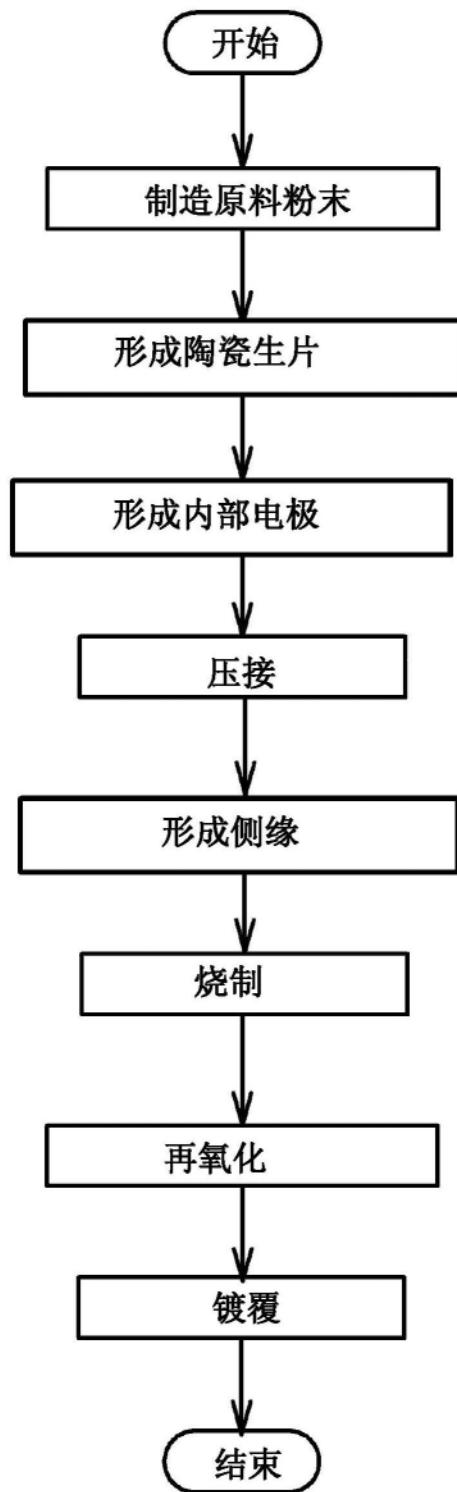 开始
制造原料粉末
形成陶瓷生片
形成内部电极
压接
形成侧缘
烧制
再氧化
镀覆
结束